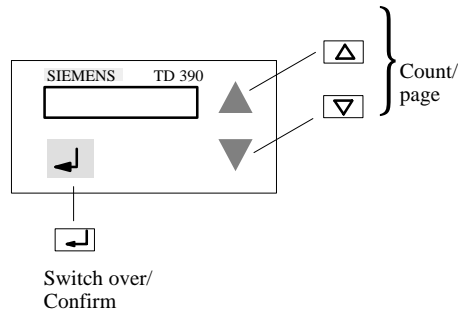 SIEMENS TD 390
Count/
page
Switch over/
Confirm